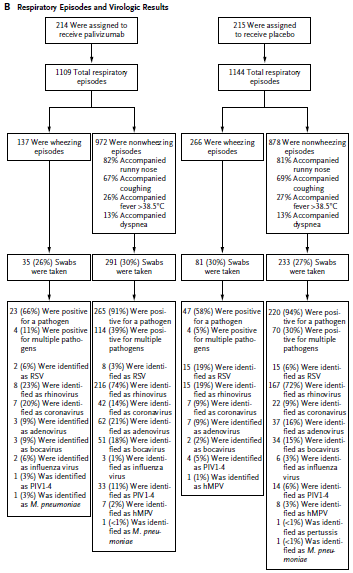 B Respiratory Episodes and Virologic Results
214 Were assigned to
receive palivizumab
215 Were assigned
to receive placebo
1109 Total respiratory
episodes
1144 Total respiratory
episodes
137 Were wheezing
episodes
972 Were nonwheezing
episodes
82% Accompanied
runny nose
67% Accompanied
coughing
26% Accompanied
fever >38.5°C
13% Accompanied
dyspnea
266 Were wheezing
episodes
878 Were nonwheezing
episodes
81% Accompanied
runny nose
69% Accompanied
coughing
27% Accompanied
fever >38.5°C
13% Accompanied
dyspnea
35 (26%) Swabs
were taken
291 (30%) Swabs
were taken
81 (30%) Swabs
were taken
233 (27%) Swabs
were taken
23 (66%) Were positive
for a pathogen
4 (11%) Were positive
for multiple patho-
gens
2 (6%) Were identified
as RSV
8 (23%) Were identi-
fied as rhinovirus
7 (20%) Were identi-
fied as coronavirus
3 (9%) Were identified
as adenovirus
3 (9%) Were identified
as bocavirus
2 (6%) Were identified
as influenza virus
1 (3%) Was identified
as PIV1-4
1 (3%) Was identified
as M. pneumoniae
265 (91%) Were posi-
tive for a pathogen
114 (39%) Were posi-
tive for multiple
pathogens
8 (3%) Were identi-
fied as RSV
216 (74%) Were identi-
fied as rhinovirus
42 (14%) Were identi-
fied as coronavirus
62 (21%) Were identi-
fied as adenovirus
51 (18%) Were identi-
fied as bocavirus
3 (1%) Were identi-
fied as influenza
virus
33 (11%) Were identi-
fied as PIV1-4
7 (2%) Were identi-
fied as hMPV
1 (<1%) Was identi-
fied as M. pneu-
moniae
47 (58%) Were positive
for a pathogen
4 (5%) Were positive
for multiple patho-
gens
15 (19%) Were identi-
fied as RSV
15 (19%) Were identi-
fied as rhinovirus
7 (9%) Were identified
as coronavirus
7 (9%) Were identified
as adenovirus
2 (2%) Were identified
as bocavirus
4 (5%) Were identified
as PIV1-4
1 (1%) Was identified
as hMPV
220 (94%) Were posi-
tive for a pathogen
70 (30%) Were posi-
tive for multiple
pathogens
15 (6%) Were identi-
fied as RSV
167 (72%) Were identi-
fied as rhinovirus
22 (9%) Were identi-
fied as coronavirus
37 (16%) Were identi-
fied as adenovirus
34 (15%) Were identi-
fied as bocavirus
6 (3%) Were identi-
fied as influenza
virus
14 (6%) Were identi-
fied as PIV1-4
8 (3%) Were identi-
fied as hMPV
1 (<1%) Was identi-
fied as pertussis
1 (<1%) Was identi-
fied as M. pneu-
moniae